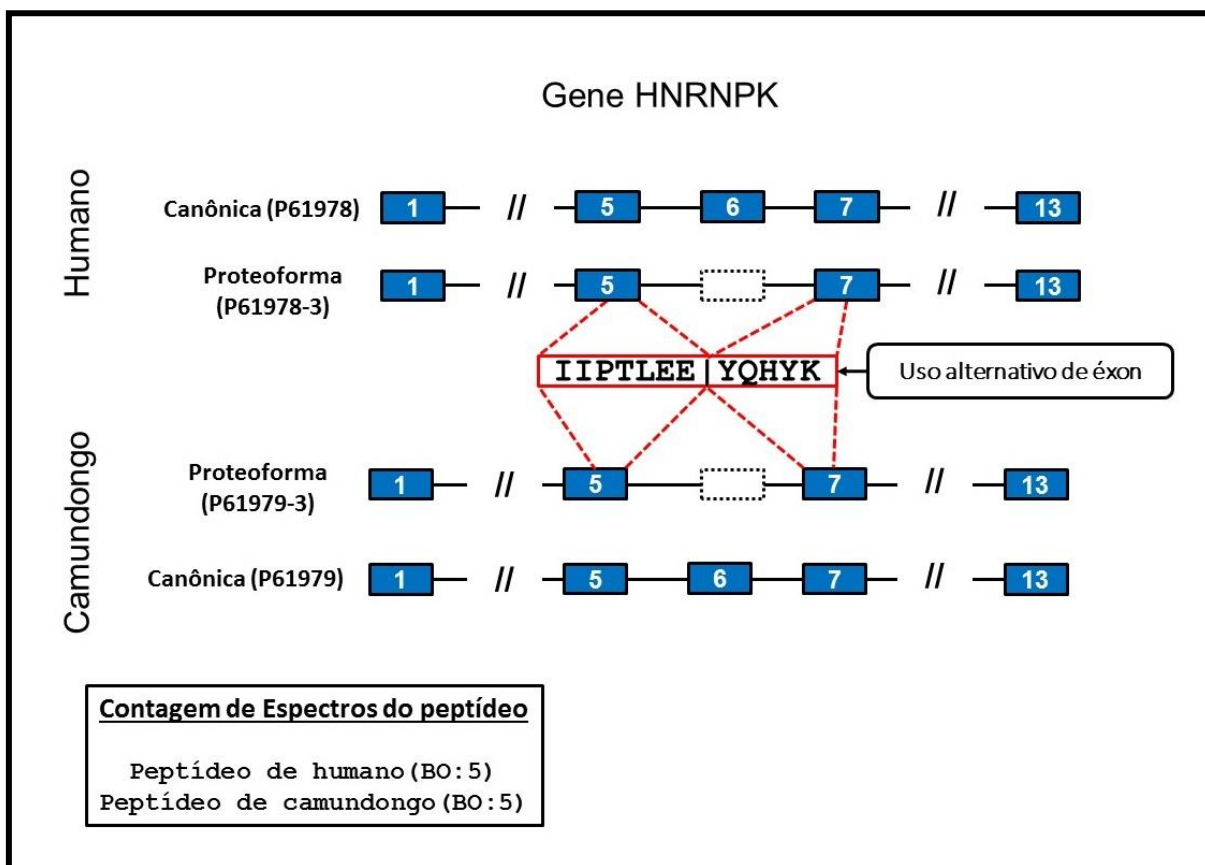 Gene HNRNPK
Humano
Canônica (P61978)
1 // 5 6 7 // 13
Proteoforma
(P61978-3)
1 // 5 7 // 13
IIPTLEE|YQHYK
Uso alternativo de éxon
Camundongo
Proteoforma
(P61979-3)
1 // 5 7 // 13
Canônica (P61979)
1 // 5 6 7 // 13
Contagem de Espectros do peptídeo
Peptídeo de humano(BO:5)
Peptídeo de camundongo(BO:5)